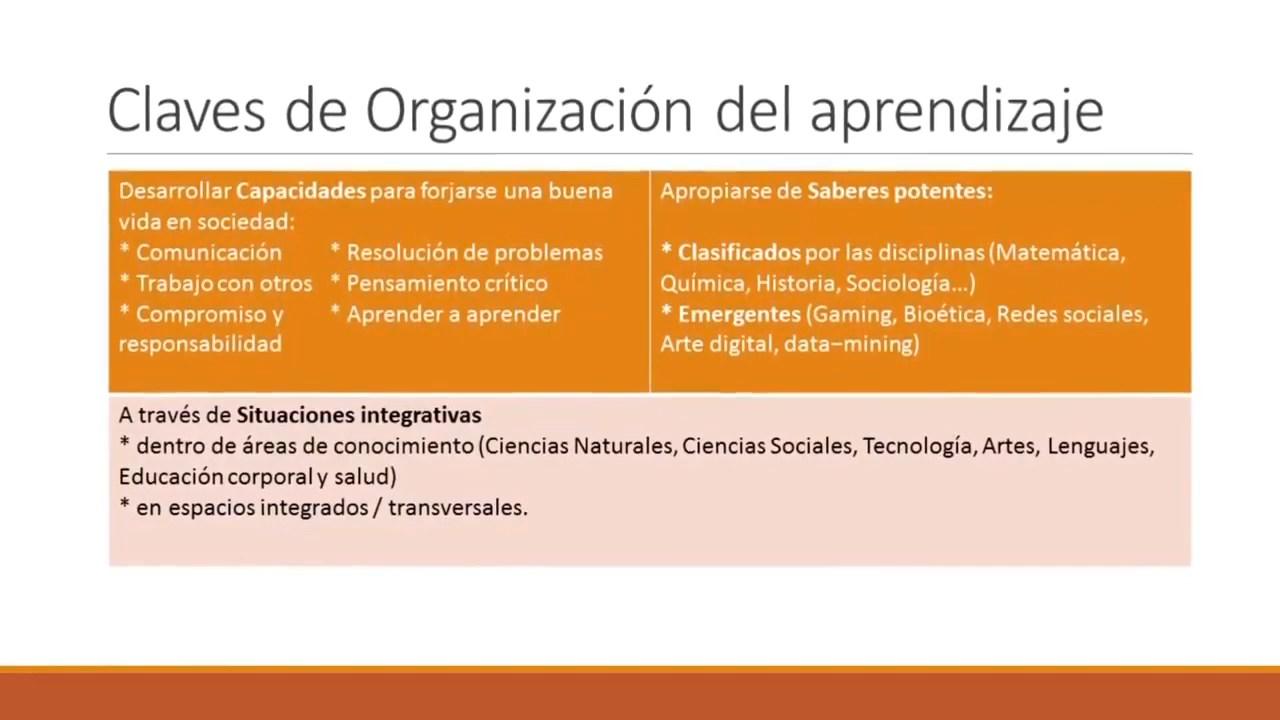 Claves de Organización del aprendizaje
Desarrollar Capacidades para forjarse una buena
vida en sociedad:
* Comunicación * Resolución de problemas
* Trabajo con otros * Pensamiento crítico
* Compromiso y * Aprender a aprender
responsabilidad
Apropiarse de Saberes potentes:
* Clasificados por las disciplinas (Matemática,
Química, Historia, Sociología...)
* Emergentes (Gaming, Bioética, Redes sociales,
Arte digital, data–mining)
A través de Situaciones integrativas
* dentro de áreas de conocimiento (Ciencias Naturales, Ciencias Sociales, Tecnología, Artes, Lenguajes,
Educación corporal y salud)
* en espacios integrados / transversales.